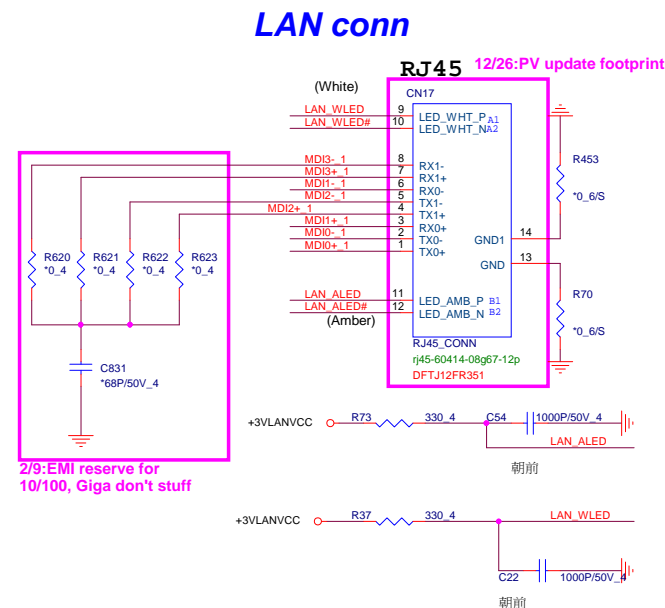 LAN conn
RJ45 12/26:PV update footprint
(White) CN17
LAN_WLED 9 LED_WHT_P A1
LAN_WLED# 10 LED_WHT_N A2
MDI3-_1 8 RX1-
MDI3+_1 7 RX1+
MDI1-_1 6 RX0-
MDI2-_1 5 TX1-
MDI2+_1 4 TX1+
MDI1+_1 3 RX0+
MDI0-_1 2 TX0-
MDI0+_1 1 TX0+
GND1 14
GND 13
R453
*0_6/S
R620 R621 R622 R623
*0_4 *0_4 *0_4 *0_4
LAN_ALED 11 LED_AMB_P B1
LAN_ALED# 12 LED_AMB_N B2
(Amber)
R70
*0_6/S
RJ45_CONN
rj45-60414-08g67-12p
DFTJ12FR351
C831
*68P/50V_4
2/9:EMI reserve for
10/100, Giga don't stuff
+3VLANVCC R73 330_4 C54 1000P/50V_4
LAN_ALED
朝前
+3VLANVCC R37 330_4 LAN_WLED
C22 1000P/50V_4
朝前